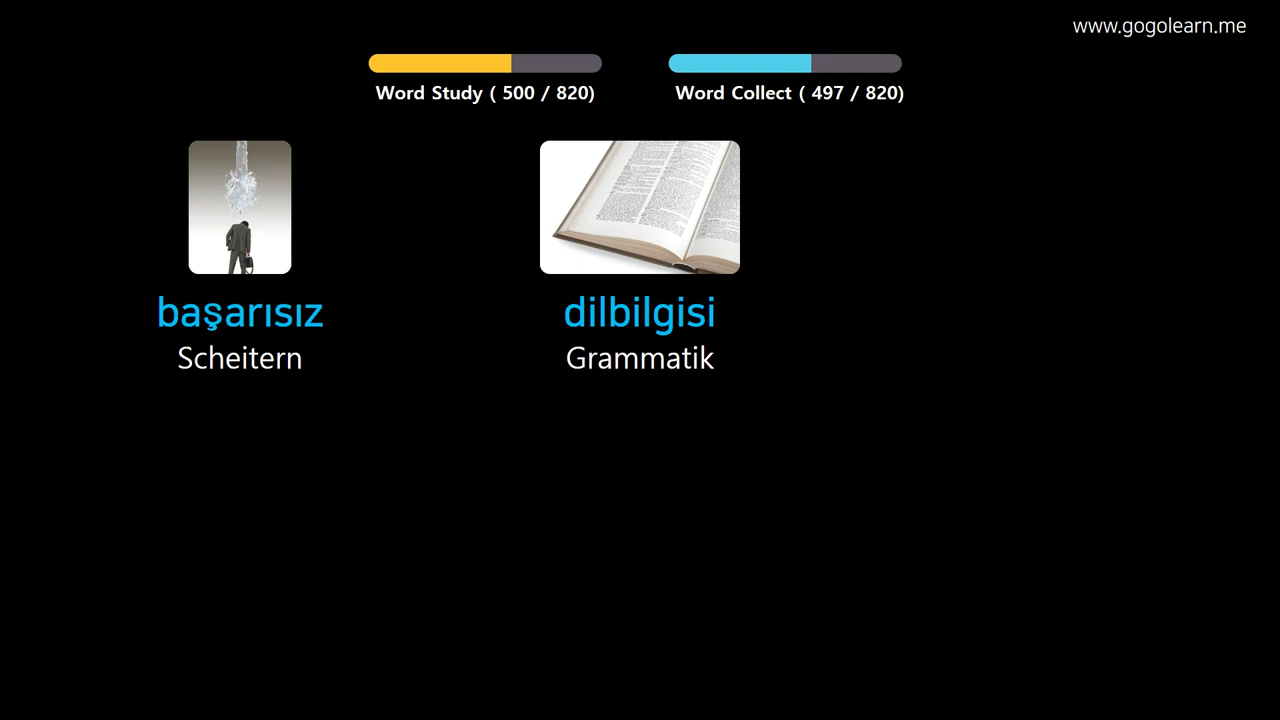 www.gogolearn.me
Word Study ( 500 / 820)
Word Collect ( 497 / 820)
başarısız
Scheitern
dilbilgisi
Grammatik